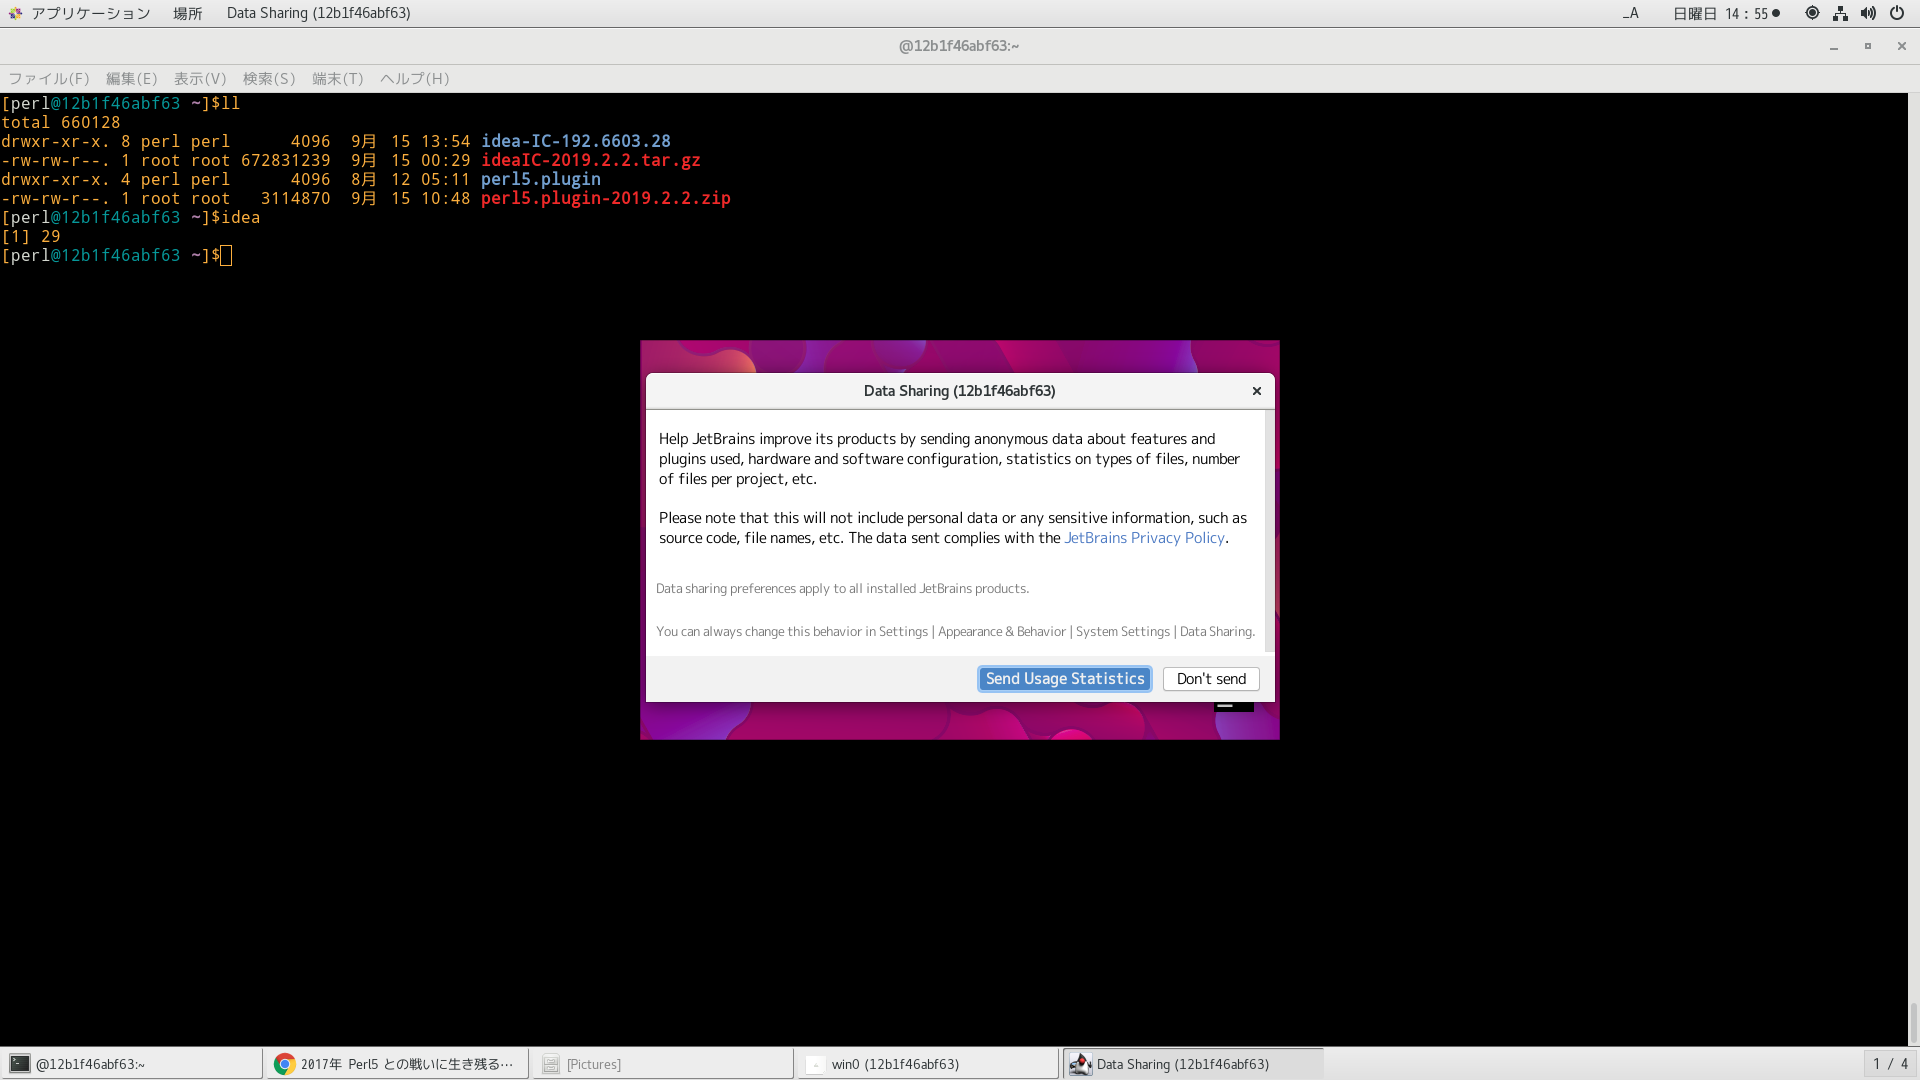 アプリケーション 場所 Data Sharing (12b1f46abf63) _A 日曜日 14：55●
@12b1f46abf63:~
ファイル(F) 編集(E) 表示(V) 検索(S) 端末(T) ヘルプ(H)
[perl@12b1f46abf63 ~]$ll
total 660128
drwxr-xr-x. 8 perl perl      4096  9月 15 13:54 idea-IC-192.6603.28
-rw-rw-r--. 1 root root 672831239  9月 15 00:29 ideaIC-2019.2.2.tar.gz
drwxr-xr-x. 4 perl perl      4096  8月 12 05:11 perl5.plugin
-rw-rw-r--. 1 root root   3114870  9月 15 10:48 perl5.plugin-2019.2.2.zip
[perl@12b1f46abf63 ~]$idea
[1] 29
[perl@12b1f46abf63 ~]$
Data Sharing (12b1f46abf63)
Help JetBrains improve its products by sending anonymous data about features and
plugins used, hardware and software configuration, statistics on types of files, number
of files per project, etc.
Please note that this will not include personal data or any sensitive information, such as
source code, file names, etc. The data sent complies with the JetBrains Privacy Policy.
Data sharing preferences apply to all installed JetBrains products.
You can always change this behavior in Settings | Appearance & Behavior | System Settings | Data Sharing.
Send Usage Statistics Don't send
@12b1f46abf63:~ 2017年 Perl5 との戦いに生き残る… [Pictures] win0 (12b1f46abf63) Data Sharing (12b1f46abf63) 1 / 4